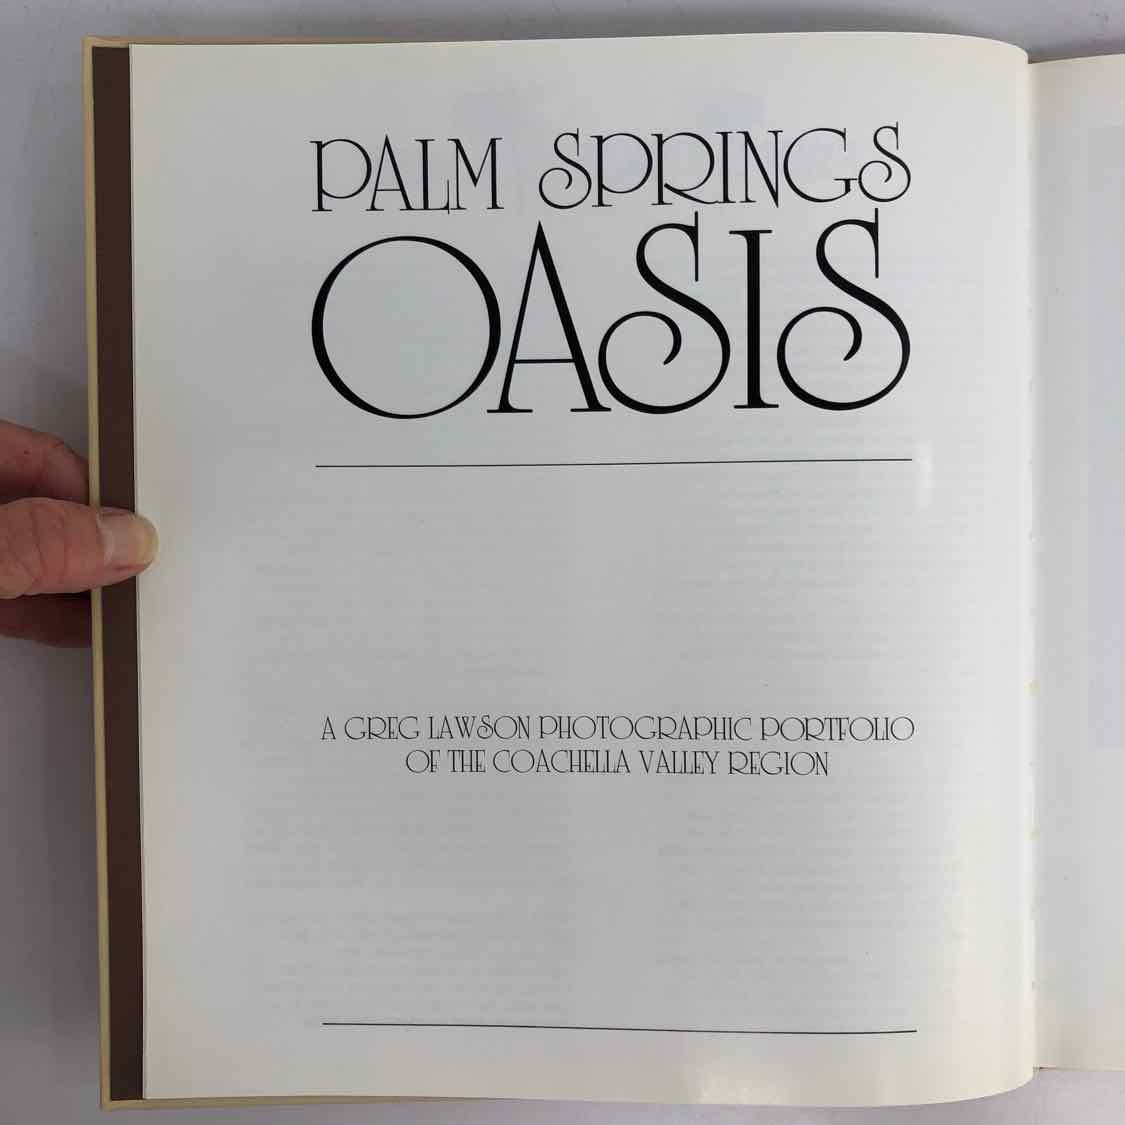 PALM SPRINGS
OASIS
A GREG LAWSON PHOTOGRAPHIC PORTFOLIO
OF THE COACHELLA VALLEY REGION